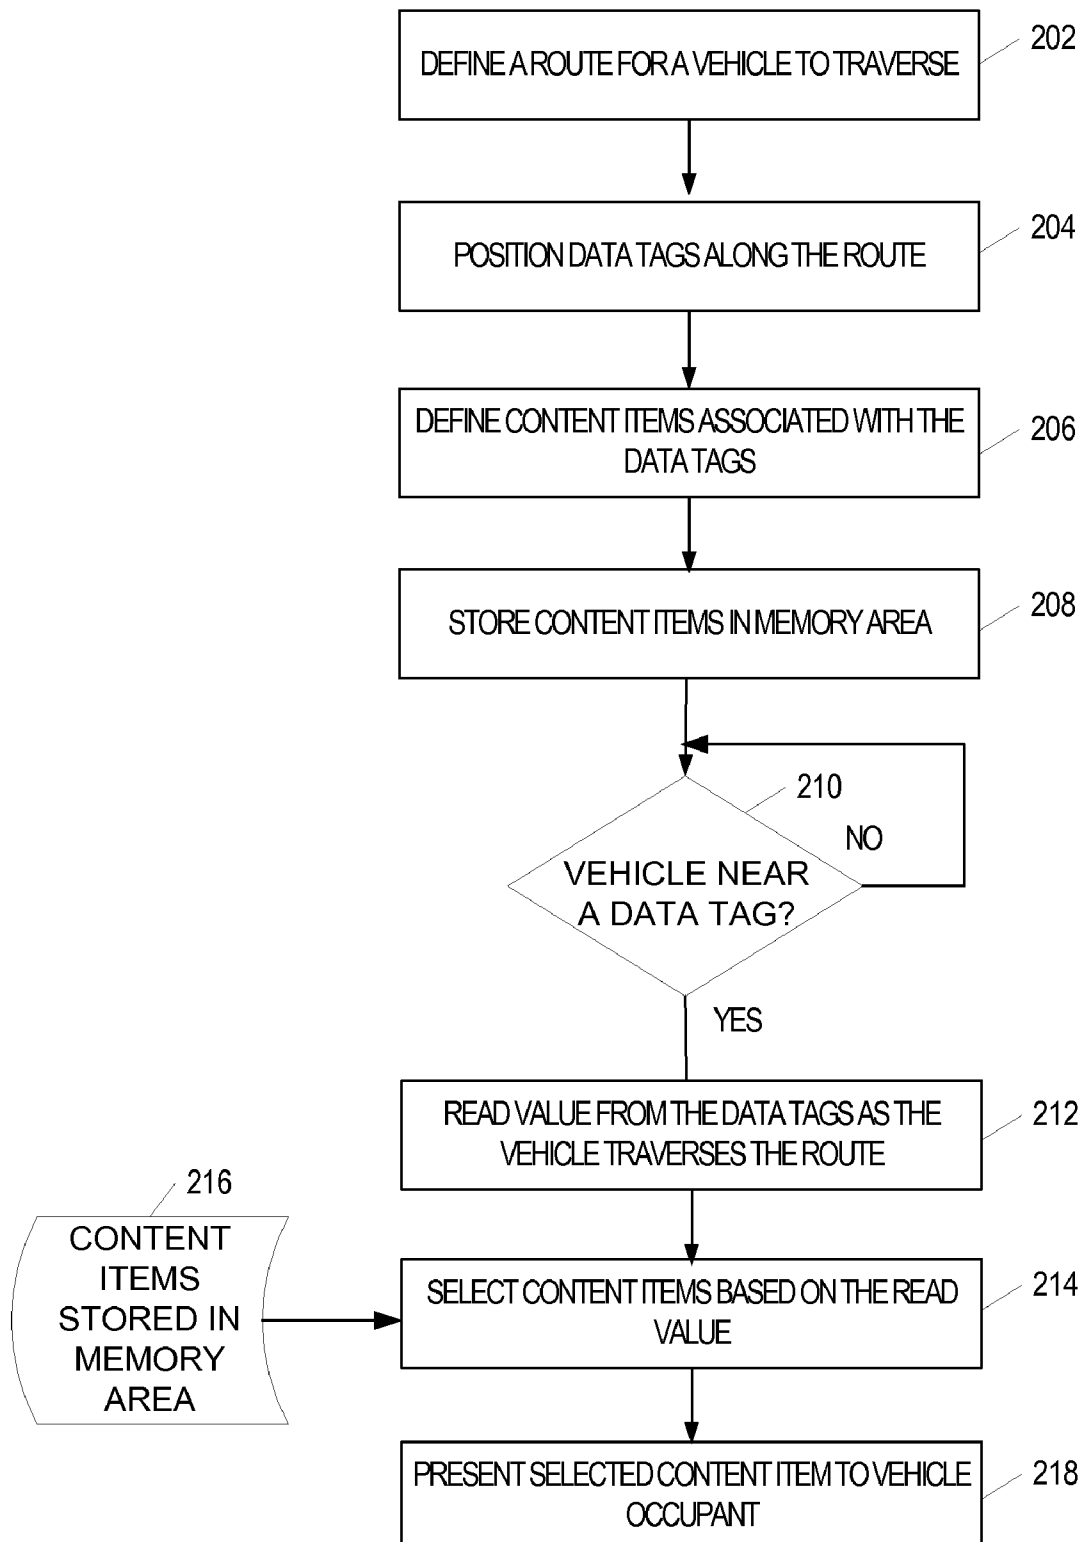 DEFINE A ROUTE FOR A VEHICLE TO TRAVERSE
202
POSITION DATA TAGS ALONG THE ROUTE
204
DEFINE CONTENT ITEMS ASSOCIATED WITH THE
DATA TAGS
206
STORE CONTENT ITEMS IN MEMORY AREA
208
210
NO
VEHICLE NEAR
A DATA TAG?
YES
READ VALUE FROM THE DATA TAGS AS THE
VEHICLE TRAVERSES THE ROUTE
212
216
CONTENT
ITEMS
STORED IN
MEMORY
AREA
SELECT CONTENT ITEMS BASED ON THE READ
VALUE
214
PRESENT SELECTED CONTENT ITEM TO VEHICLE
OCCUPANT
218